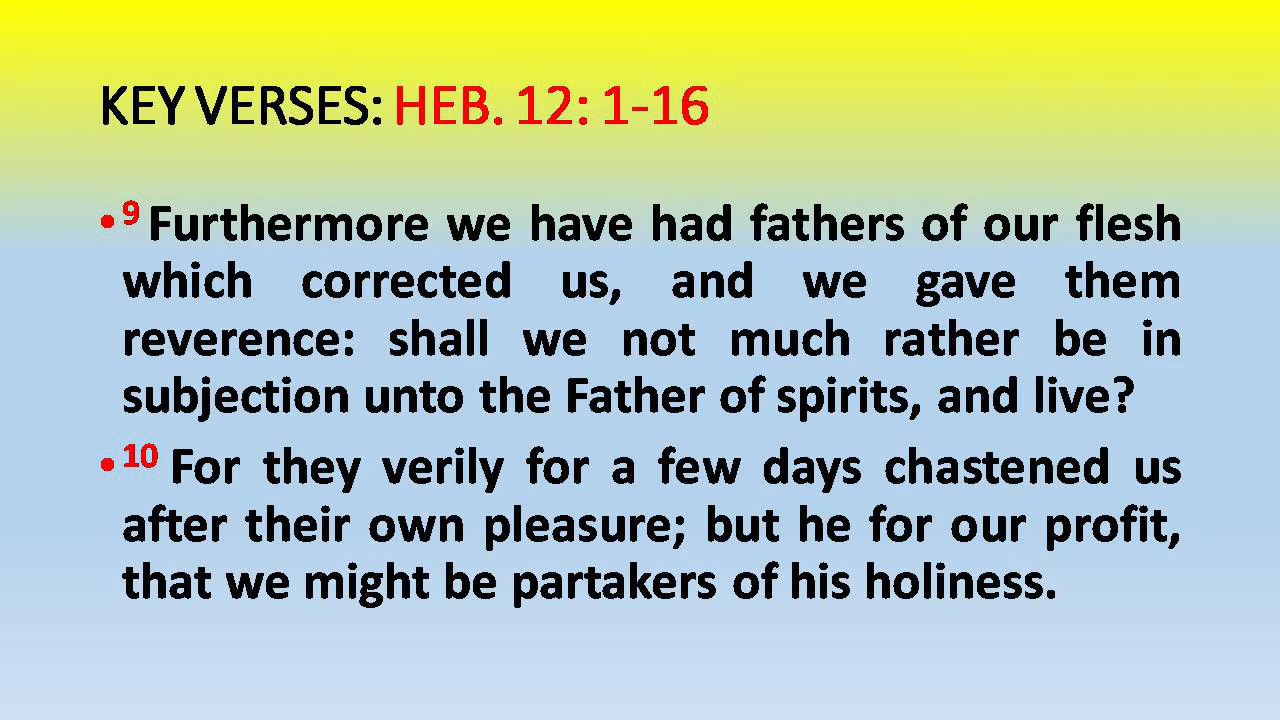 KEY VERSES: HEB. 12: 1-16
• 9 Furthermore we have had fathers of our flesh
which corrected us, and we gave them
reverence: shall we not much rather be in
subjection unto the Father of spirits, and live?
• 10 For they verily for a few days chastened us
after their own pleasure; but he for our profit,
that we might be partakers of his holiness.